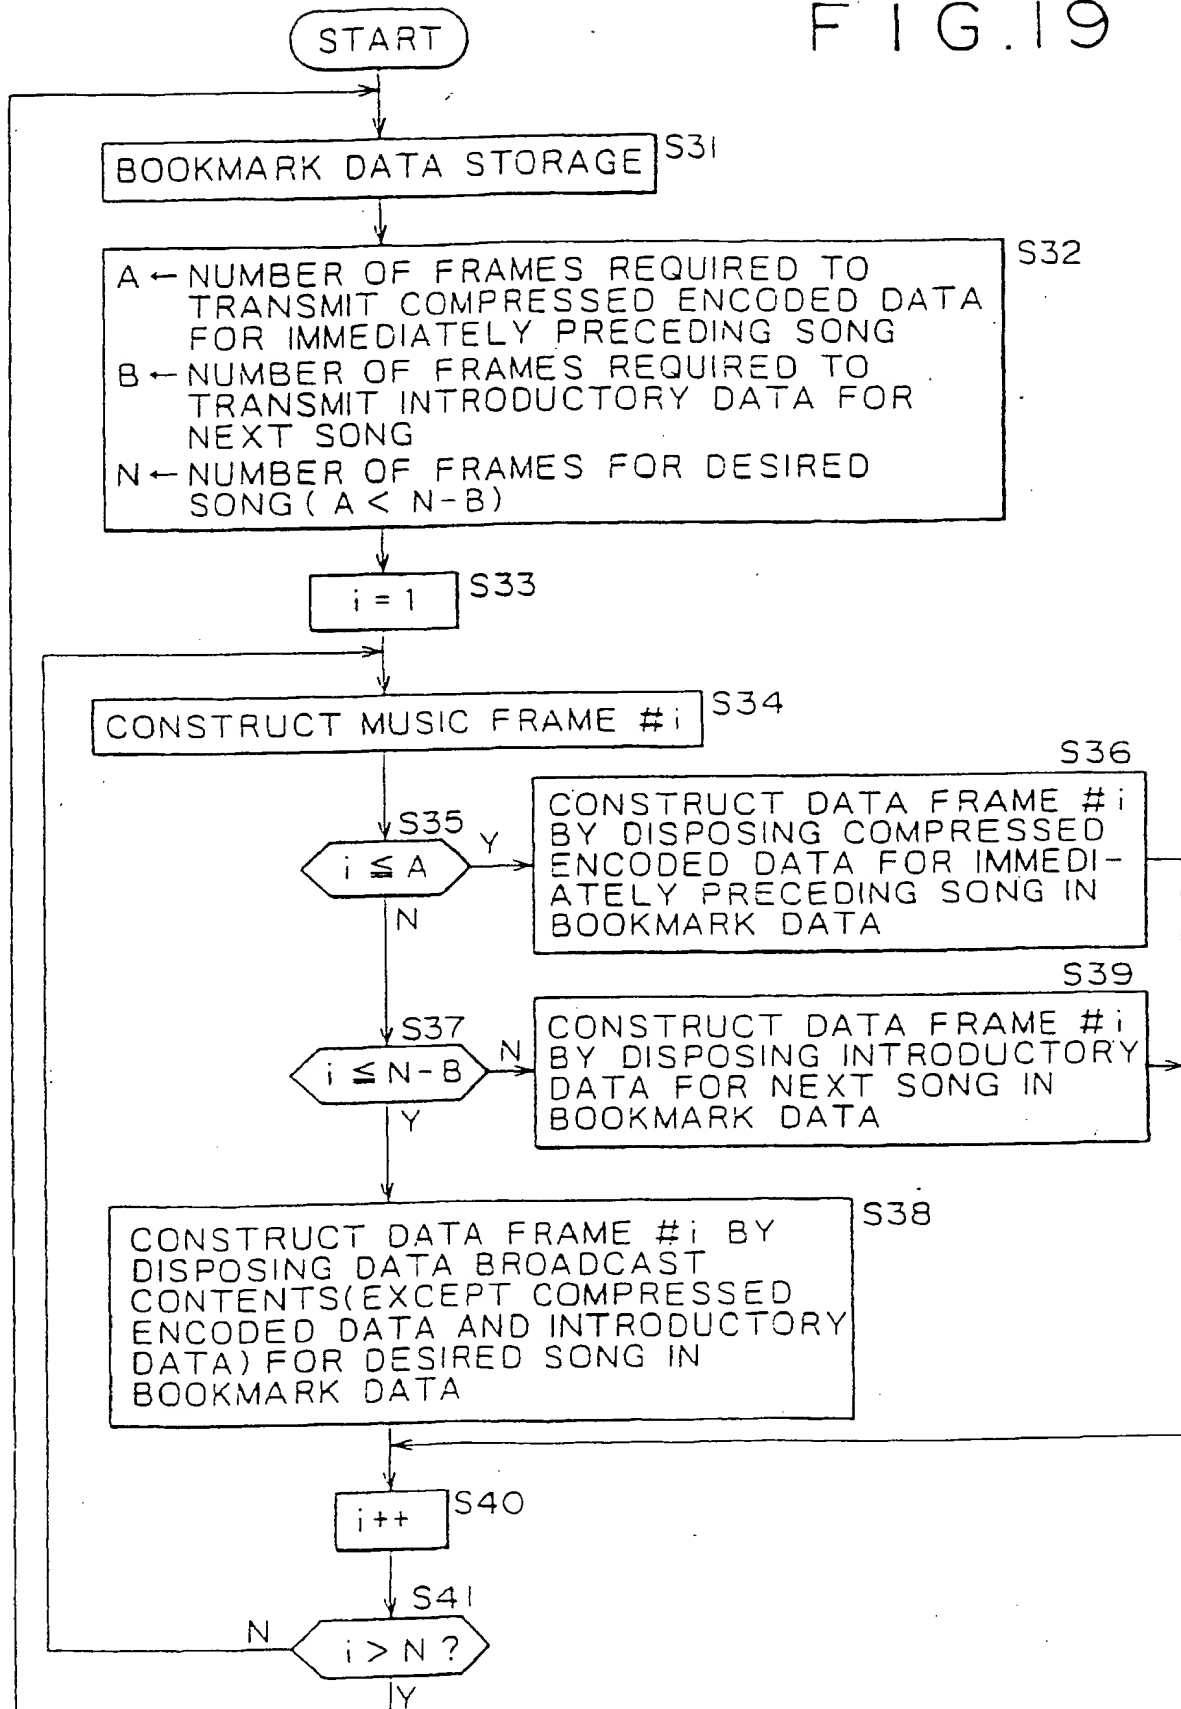 FIG.19
START
BOOKMARK DATA STORAGE
S31
S32
A ← NUMBER OF FRAMES REQUIRED TO
TRANSMIT COMPRESSED ENCODED DATA
FOR IMMEDIATELY PRECEDING SONG
B ← NUMBER OF FRAMES REQUIRED TO
TRANSMIT INTRODUCTORY DATA FOR
NEXT SONG
N ← NUMBER OF FRAMES FOR DESIRED
SONG ( A < N-B)
i = 1
S33
CONSTRUCT MUSIC FRAME #i
S34
S35
i ≦ A
Y
N
S36
CONSTRUCT DATA FRAME #i
BY DISPOSING COMPRESSED
ENCODED DATA FOR IMMEDI-
ATELY PRECEDING SONG IN
BOOKMARK DATA
S37
i ≦ N-B
N
Y
S39
CONSTRUCT DATA FRAME #i
BY DISPOSING INTRODUCTORY
DATA FOR NEXT SONG IN
BOOKMARK DATA
S38
CONSTRUCT DATA FRAME #i BY
DISPOSING DATA BROADCAST
CONTENTS(EXCEPT COMPRESSED
ENCODED DATA AND INTRODUCTORY
DATA) FOR DESIRED SONG IN
BOOKMARK DATA
i++
S40
S41
i > N ?
N
Y